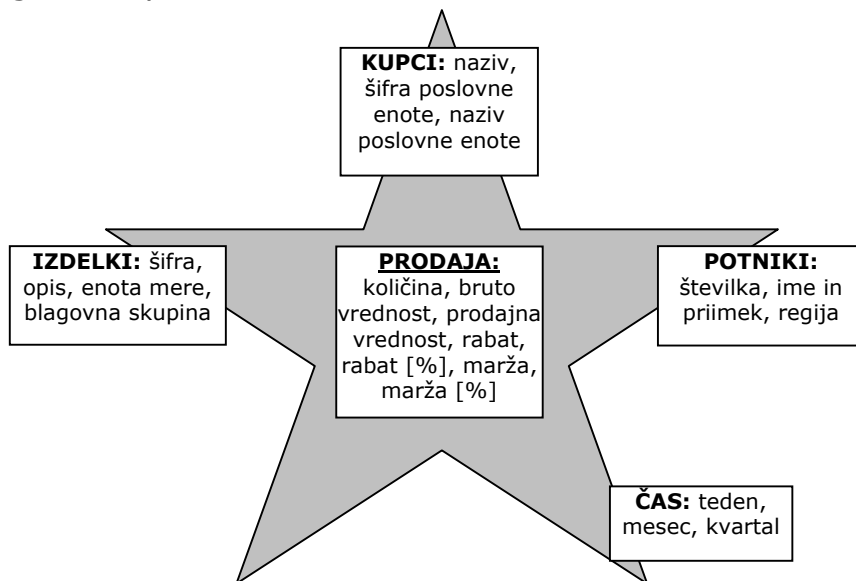 KUPCI: naziv,
šifra poslovne
enote, naziv
poslovne enote
IZDELKI: šifra,
opis, enota mere,
blagovna skupina
PRODAJA:
količina, bruto
vrednost, prodajna
vrednost, rabat,
rabat [%], marža,
marža [%]
POTNIKI:
številka, ime in
priimek, regija
ČAS: teden,
mesec, kvartal